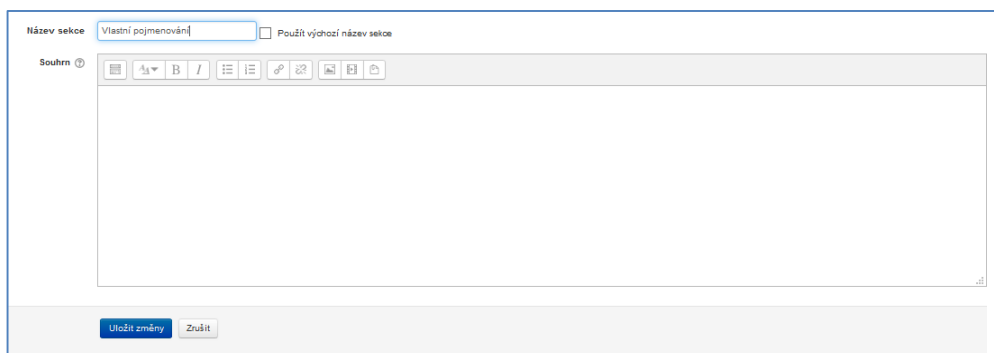 Název sekce Vlastní pojmenování Použít výchozí název sekce
Souhrn
B I
Uložit změny Zrušit